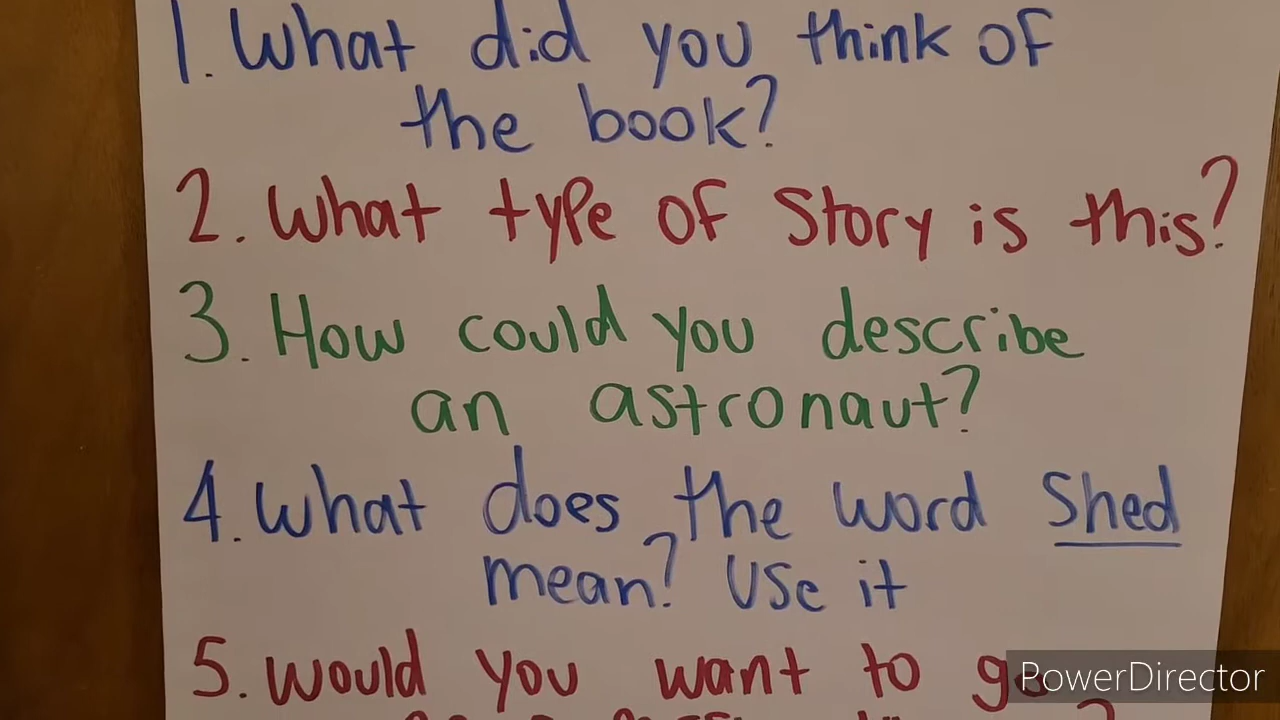 1. What did you think of
the book?
2. What type of Story is this?
3. How could you describe
an astronaut?
4. What does the word Shed
mean? Use it
5. Would you want to go
PowerDirector